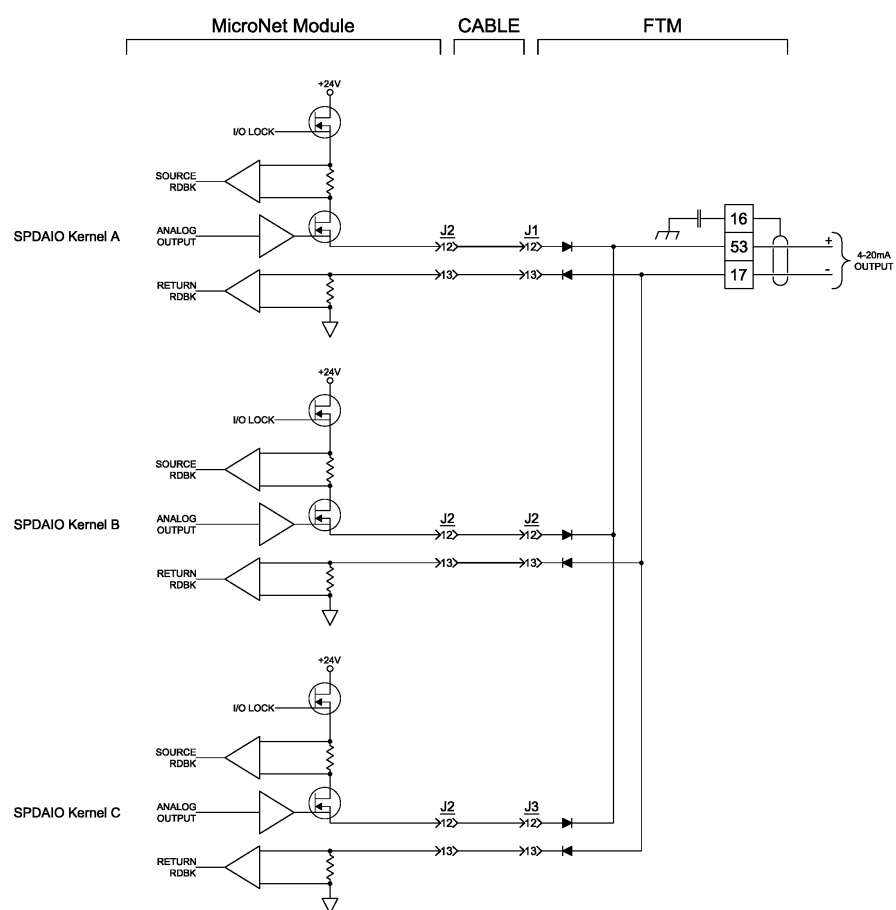 MicroNet Module CABLE FTM
+24V
I/O LOCK
SOURCE
RDBK
SPDAIO Kernel A
ANALOG
OUTPUT
RETURN
RDBK
J2 J1
12 12
13 13
16
53
17
+
-
4-20mA
OUTPUT
+24V
I/O LOCK
SOURCE
RDBK
SPDAIO Kernel B
ANALOG
OUTPUT
RETURN
RDBK
J2 J2
12 12
13 13
+24V
I/O LOCK
SOURCE
RDBK
SPDAIO Kernel C
ANALOG
OUTPUT
RETURN
RDBK
J2 J3
12 12
13 13